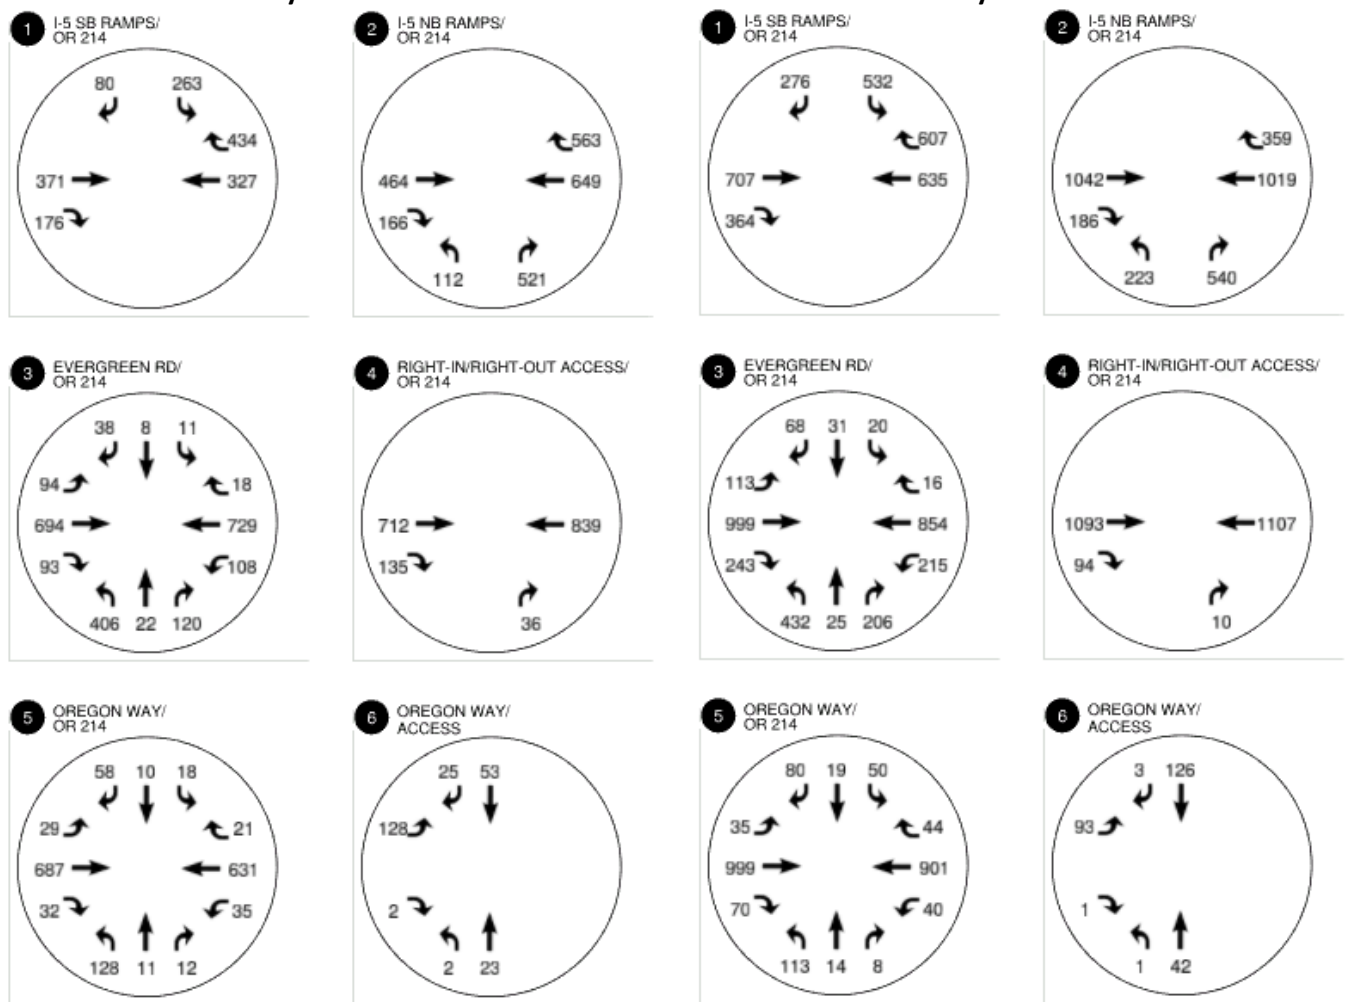 1 I-5 SB RAMPS/
OR 214
80 263
434
371 327
176
2 I-5 NB RAMPS/
OR 214
563
464 649
166
112 521
1 I-5 SB RAMPS/
OR 214
276 532
607
707 635
364
2 I-5 NB RAMPS/
OR 214
359
1042 1019
186
223 540
3 EVERGREEN RD/
OR 214
38 8 11
94 18
694 729
93 108
406 22 120
4 RIGHT-IN/RIGHT-OUT ACCESS/
OR 214
712 839
135
36
3 EVERGREEN RD/
OR 214
68 31 20
113 16
999 854
243 215
432 25 206
4 RIGHT-IN/RIGHT-OUT ACCESS/
OR 214
1093 1107
94
10
5 OREGON WAY/
OR 214
58 10 18
29 21
687 631
32 35
128 11 12
6 OREGON WAY/
ACCESS
25 53
128
2
2 23
5 OREGON WAY/
OR 214
80 19 50
35 44
999 901
70 40
113 14 8
6 OREGON WAY/
ACCESS
3 126
93
1
1 42